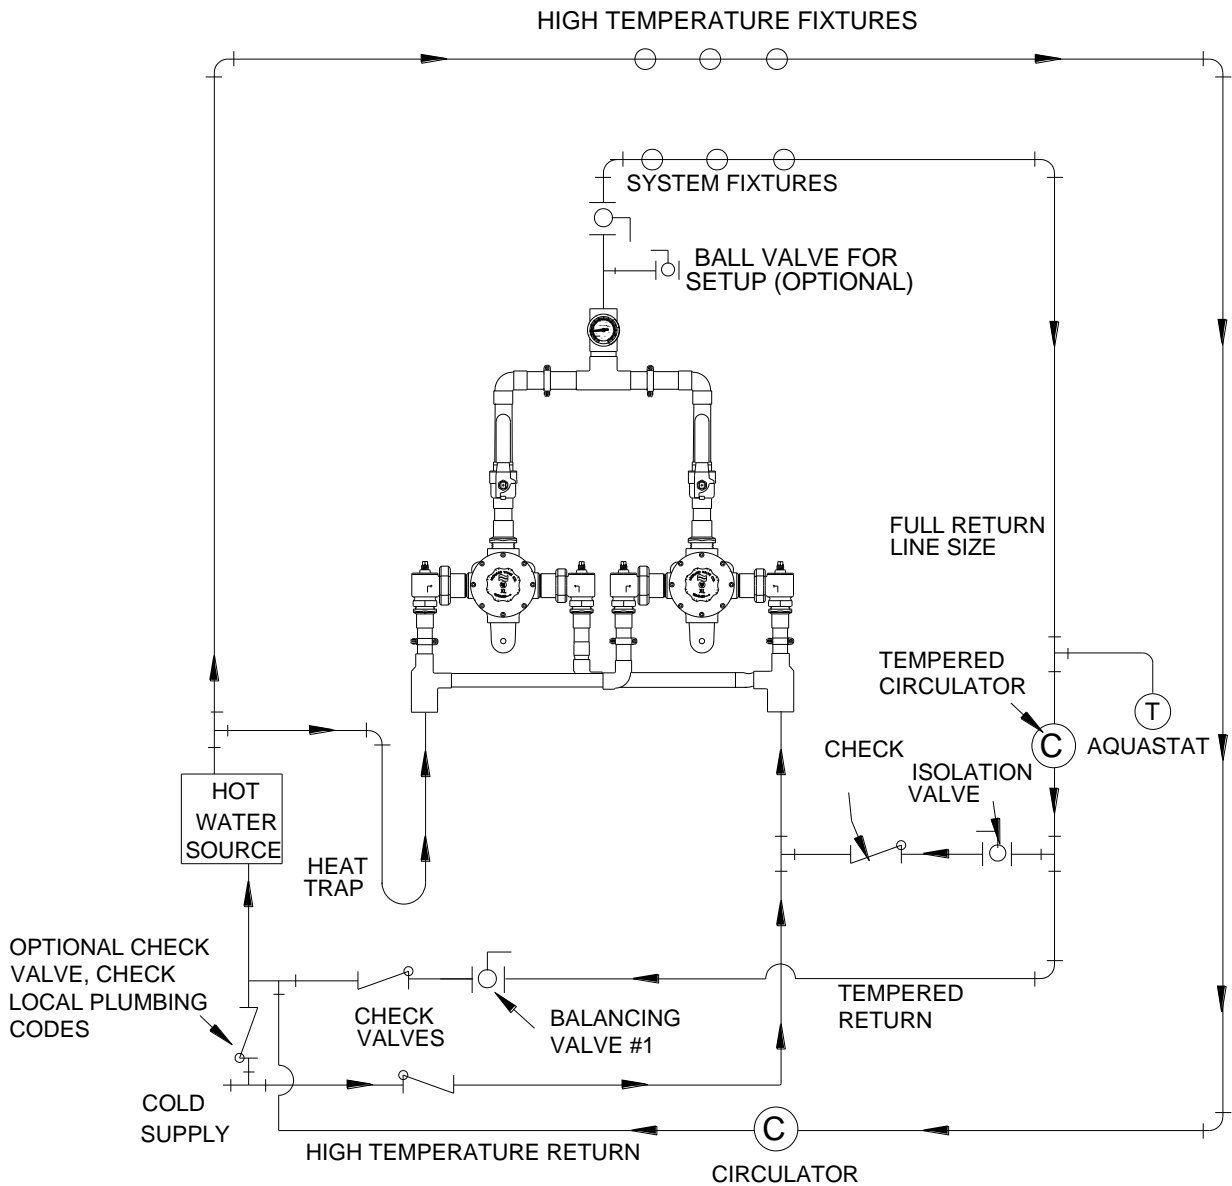 HIGH TEMPERATURE FIXTURES
SYSTEM FIXTURES
BALL VALVE FOR
SETUP (OPTIONAL)
FULL RETURN
LINE SIZE
TEMPERED
CIRCULATOR
T
C
AQUASTAT
CHECK
ISOLATION
VALVE
HOT
WATER
SOURCE
HEAT
TRAP
OPTIONAL CHECK
VALVE, CHECK
LOCAL PLUMBING
CODES
CHECK
VALVES
BALANCING
VALVE #1
TEMPERED
RETURN
COLD
SUPPLY
HIGH TEMPERATURE RETURN
C
CIRCULATOR